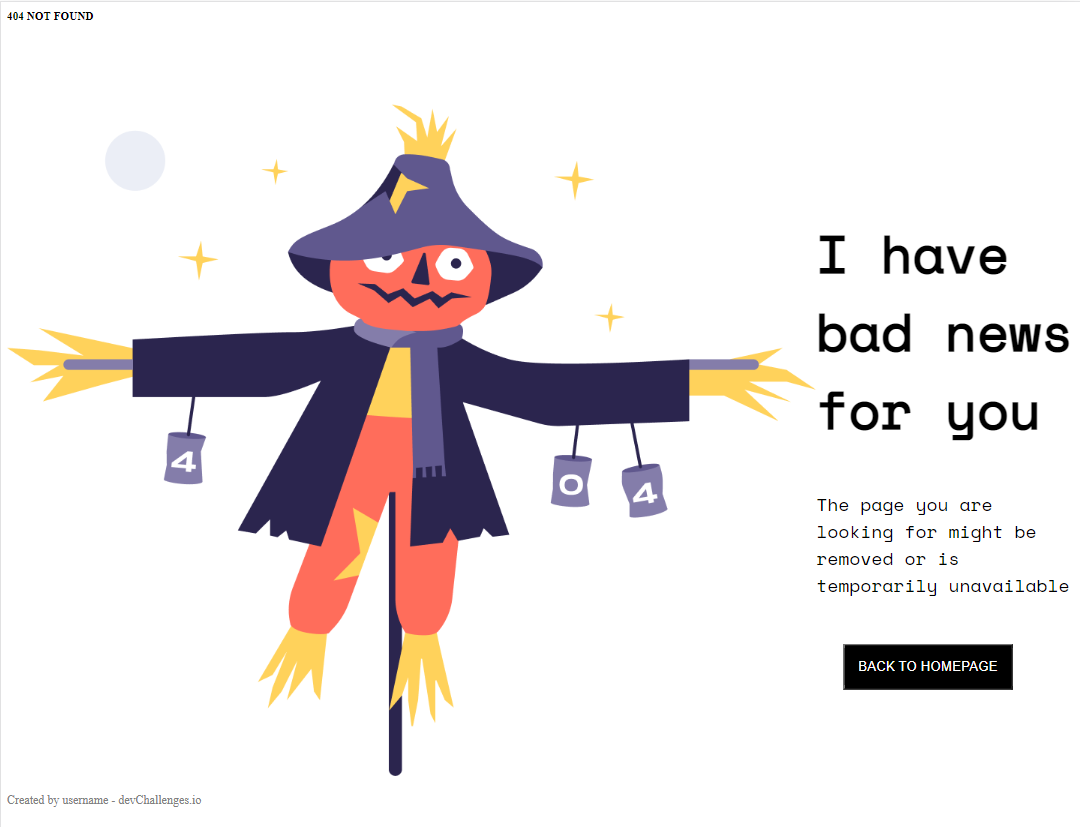 404 NOT FOUND
I have
bad news
for you
4
0
4
The page you are
looking for might be
removed or is
temporarily unavailable
BACK TO HOMEPAGE
Created by username - devChallenges.io